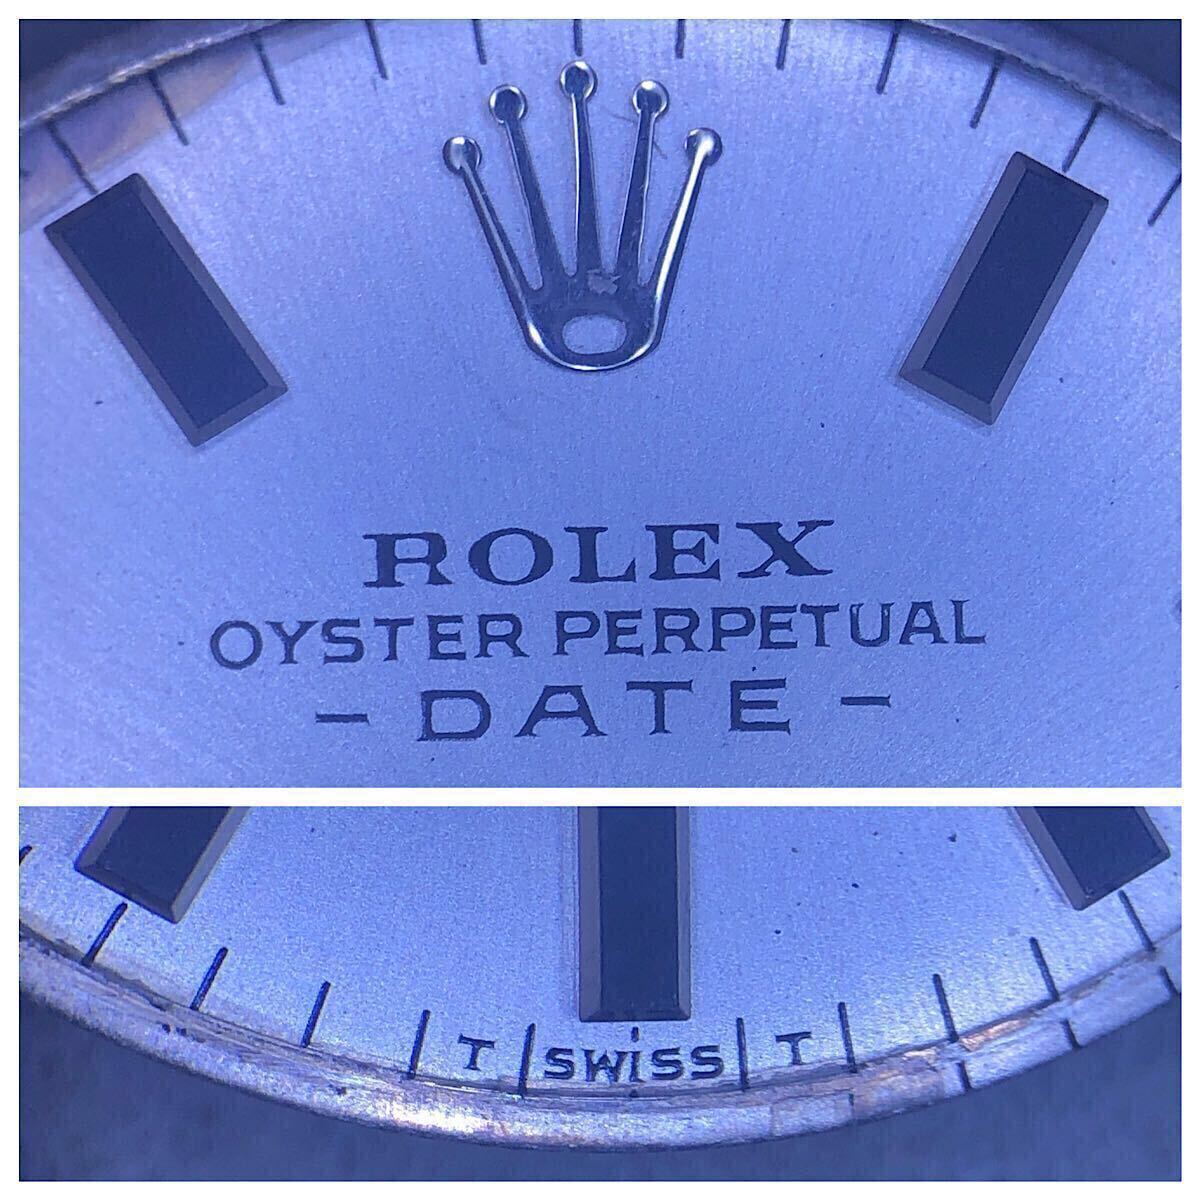 ROLEX
OYSTER PERPETUAL
- DATE -
T SWISS T